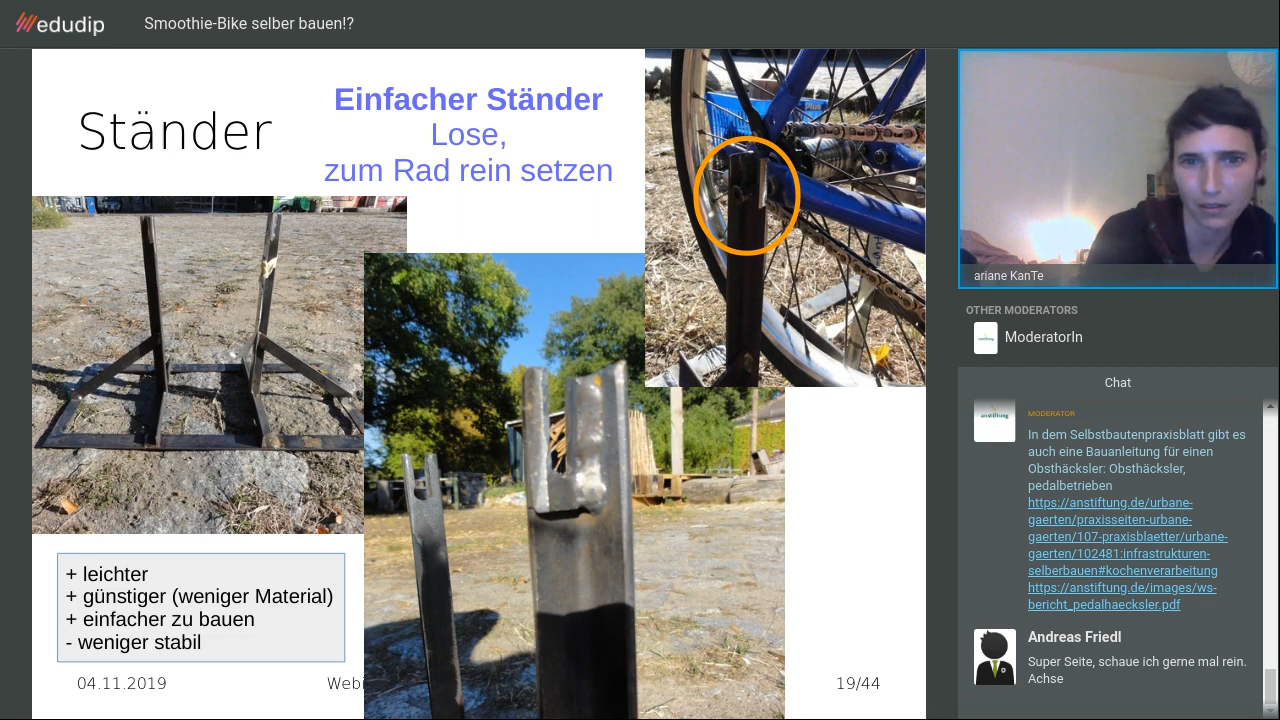 edudip
Smoothie-Bike selber bauen!?
Ständer
Einfacher Ständer
Lose,
zum Rad rein setzen
Plus
+ leichter
+ günstiger (weniger Material)
+ einfacher zu bauen
- weniger stabil
04.11.2019
Webi
19/44
ariane KanTe
OTHER MODERATORS
anstiftung
ModeratorIn
Chat
anstiftung
MODERATOR
In dem Selbstbautenpraxisblatt gibt es
auch eine Bauanleitung für einen
Obsthäcksler: Obsthäcksler,
pedalbetrieben
https://anstiftung.de/urbane-
gaerten/praxisseiten-urbane-
gaerten/107-praxisblaetter/urbane-
gaerten/102481:infrastrukturen-
selberbauen#kochenverarbeitung
https://anstiftung.de/images/ws-
bericht_pedalhaecksler.pdf
Andreas Friedl
Super Seite, schaue ich gerne mal rein.
Achse